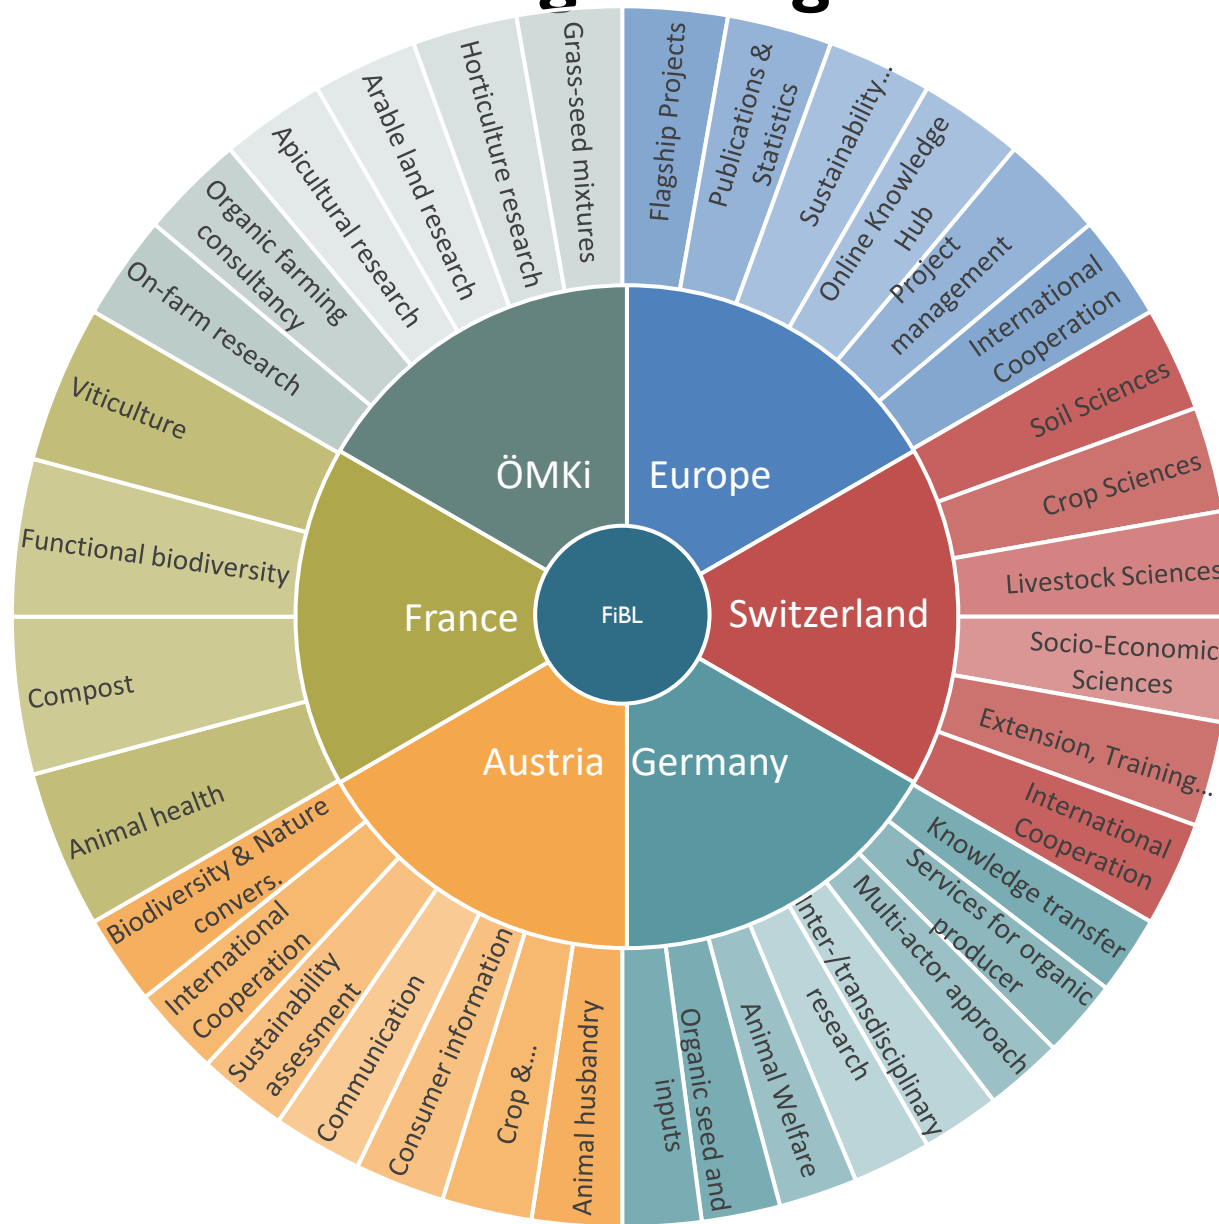 FiBL
Europe
Flagship Projects
Publications &
Statistics
Sustainability...
Online Knowledge
Hub
Project
management
International
Cooperation
Switzerland
Soil Sciences
Crop Sciences
Livestock Sciences
Socio-Economic
Sciences
Extension, Training...
International
Cooperation
Germany
Knowledge transfer
Services for organic
producer
Multi-actor approach
Inter-/transdisciplinary
research
Animal Welfare
Organic seed and
inputs
Austria
Animal husbandry
Crop &...
Consumer information
Communication
Sustainability
assessment
International
Cooperation
Biodiversity & Nature
convers.
France
Animal health
Compost
Functional biodiversity
Viticulture
ÖMKi
On-farm research
Organic farming
consultancy
Apicultural research
Arable land research
Horticulture research
Grass-seed mixtures